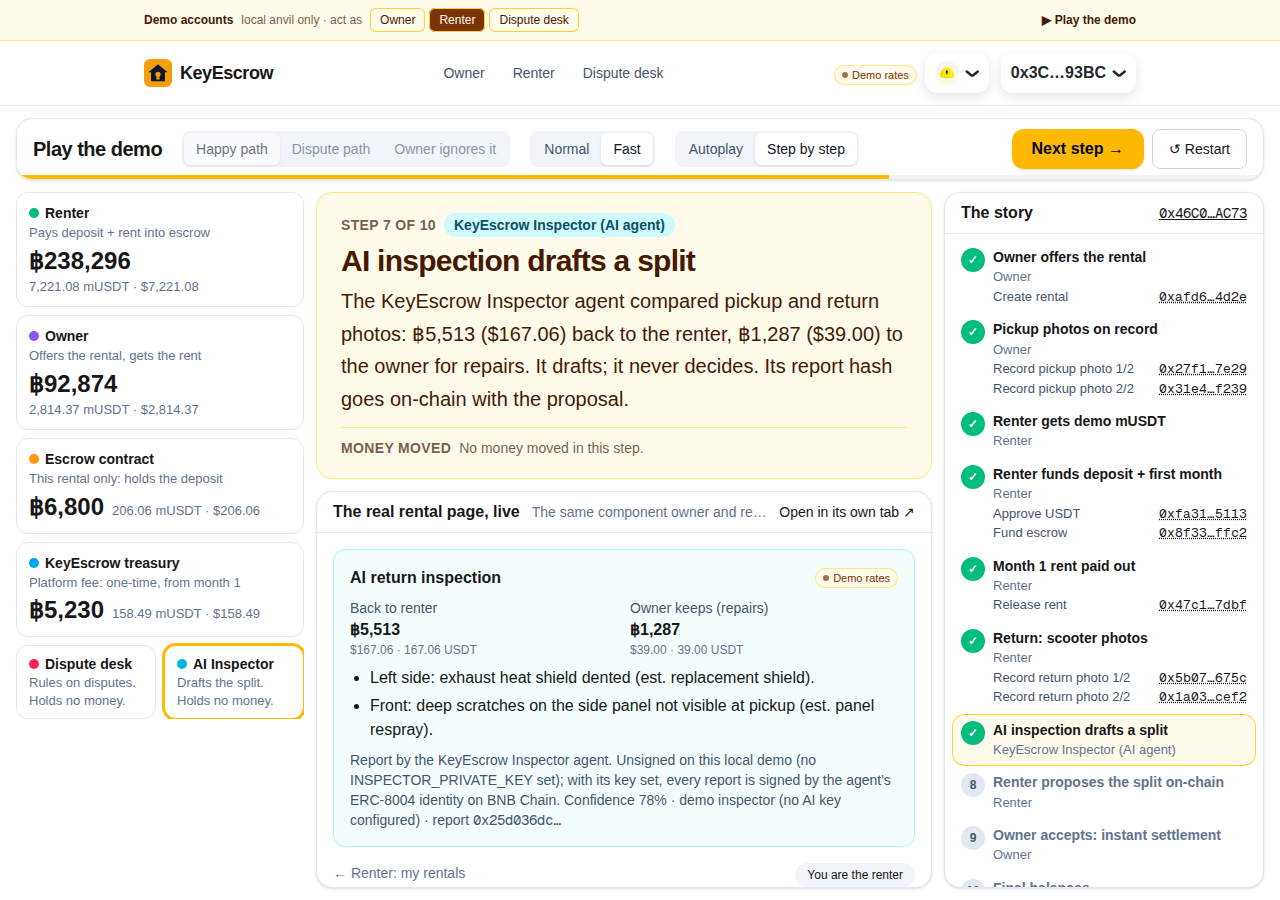 Demo accounts local anvil only · act as Owner Renter Dispute desk ▶ Play the demo
KeyEscrow Owner Renter Dispute desk Demo rates 0x3C…93BC
Play the demo Happy path Dispute path Owner ignores it Normal Fast Autoplay Step by step Next step → ↺ Restart
Renter
Pays deposit + rent into escrow
฿238,296
7,221.08 mUSDT · $7,221.08
Owner
Offers the rental, gets the rent
฿92,874
2,814.37 mUSDT · $2,814.37
Escrow contract
This rental only: holds the deposit
฿6,800 206.06 mUSDT · $206.06
KeyEscrow treasury
Platform fee: one-time, from month 1
฿5,230 158.49 mUSDT · $158.49
Dispute desk
Rules on disputes.
Holds no money.
AI Inspector
Drafts the split.
Holds no money.
STEP 7 OF 10 KeyEscrow Inspector (AI agent)
AI inspection drafts a split
The KeyEscrow Inspector agent compared pickup and return
photos: ฿5,513 ($167.06) back to the renter, ฿1,287 ($39.00) to
the owner for repairs. It drafts; it never decides. Its report hash
goes on-chain with the proposal.
MONEY MOVED No money moved in this step.
The real rental page, live The same component owner and re… Open in its own tab ↗
AI return inspection Demo rates
Back to renter Owner keeps (repairs)
฿5,513 ฿1,287
$167.06 · 167.06 USDT $39.00 · 39.00 USDT
• Left side: exhaust heat shield dented (est. replacement shield).
• Front: deep scratches on the side panel not visible at pickup (est. panel
respray).
Report by the KeyEscrow Inspector agent. Unsigned on this local demo (no
INSPECTOR_PRIVATE_KEY set); with its key set, every report is signed by the agent's
ERC-8004 identity on BNB Chain. Confidence 78% · demo inspector (no AI key
configured) · report 0x25d036dc…
← Renter: my rentals You are the renter
The story 0x46C0…AC73
✓ Owner offers the rental
Owner
Create rental 0xafd6…4d2e
✓ Pickup photos on record
Owner
Record pickup photo 1/2 0x27f1…7e29
Record pickup photo 2/2 0x31e4…f239
✓ Renter gets demo mUSDT
Renter
✓ Renter funds deposit + first month
Renter
Approve USDT 0xfa31…5113
Fund escrow 0x8f33…ffc2
✓ Month 1 rent paid out
Renter
Release rent 0x47c1…7dbf
✓ Return: scooter photos
Renter
Record return photo 1/2 0x5b07…675c
Record return photo 2/2 0x1a03…cef2
✓ AI inspection drafts a split
KeyEscrow Inspector (AI agent)
8 Renter proposes the split on-chain
Renter
9 Owner accepts: instant settlement
Owner
10 Final balances